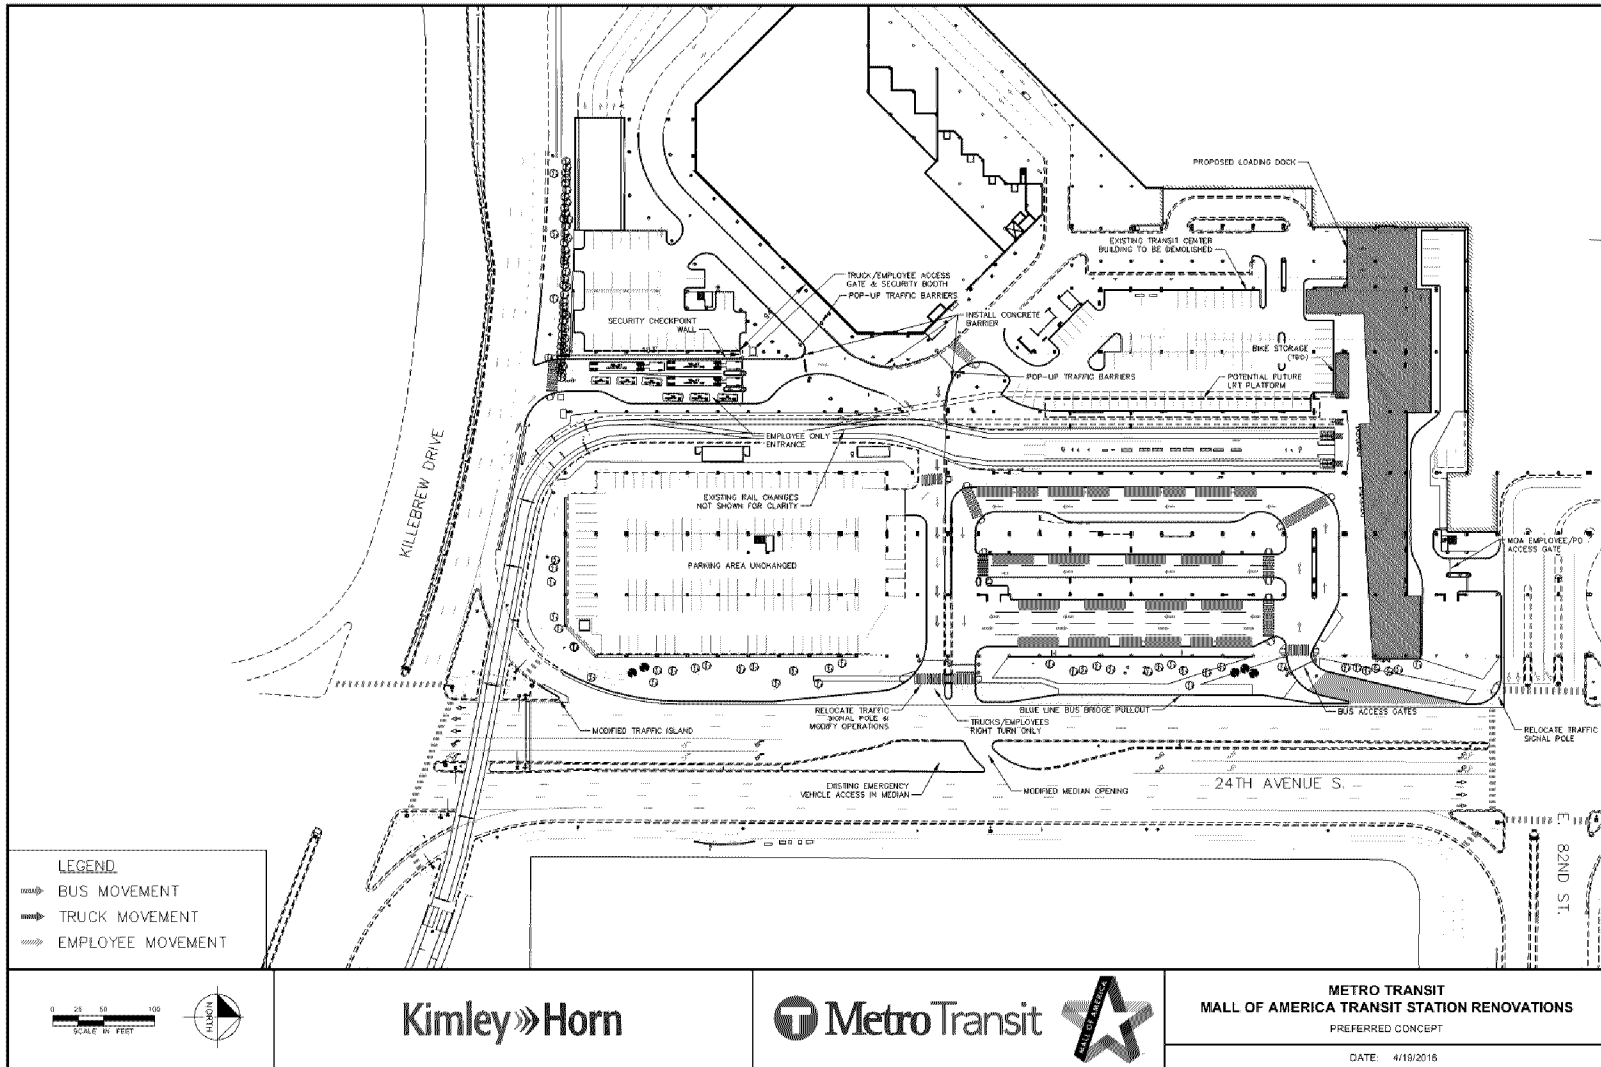 PROPOSED LOADING DOCK
EXISTING TRANSIT CENTER
BUILDING TO BE DEMOLISHED
TRUCK/EMPLOYEE ACCESS
GATE & SECURITY BOOTH
POP-UP TRAFFIC BARRIERS
SECURITY CHECKPOINT
WALL
INSTALL CONCRETE
BARRIER
BIKE STORAGE
(TBD)
POP-UP TRAFFIC BARRIERS
POTENTIAL FUTURE
LRT PLATFORM
EMPLOYEE ONLY
ENTRANCE
KILLEBREW DRIVE
EXISTING RAIL CHANGES
NOT SHOWN FOR CLARITY
PARKING AREA UNCHANGED
MOA EMPLOYEE/PD
ACCESS GATE
RELOCATE TRAFFIC
SIGNAL POLE &
MODIFY OPERATIONS
BLUE LINE BUS BRIDGE PULLOUT
BUS ACCESS GATES
TRUCKS/EMPLOYEES
RIGHT TURN ONLY
MODIFIED TRAFFIC ISLAND
RELOCATE TRAFFIC
SIGNAL POLE
EXISTING EMERGENCY
VEHICLE ACCESS IN MEDIAN
MODIFIED MEDIAN OPENING
24TH AVENUE S.
E. 82ND ST.
LEGEND
BUS MOVEMENT
TRUCK MOVEMENT
EMPLOYEE MOVEMENT
0 25 50 100
SCALE IN FEET
NORTH
Kimley»Horn
T MetroTransit
MALL OF AMERICA
METRO TRANSIT
MALL OF AMERICA TRANSIT STATION RENOVATIONS
PREFERRED CONCEPT
DATE: 4/19/2016